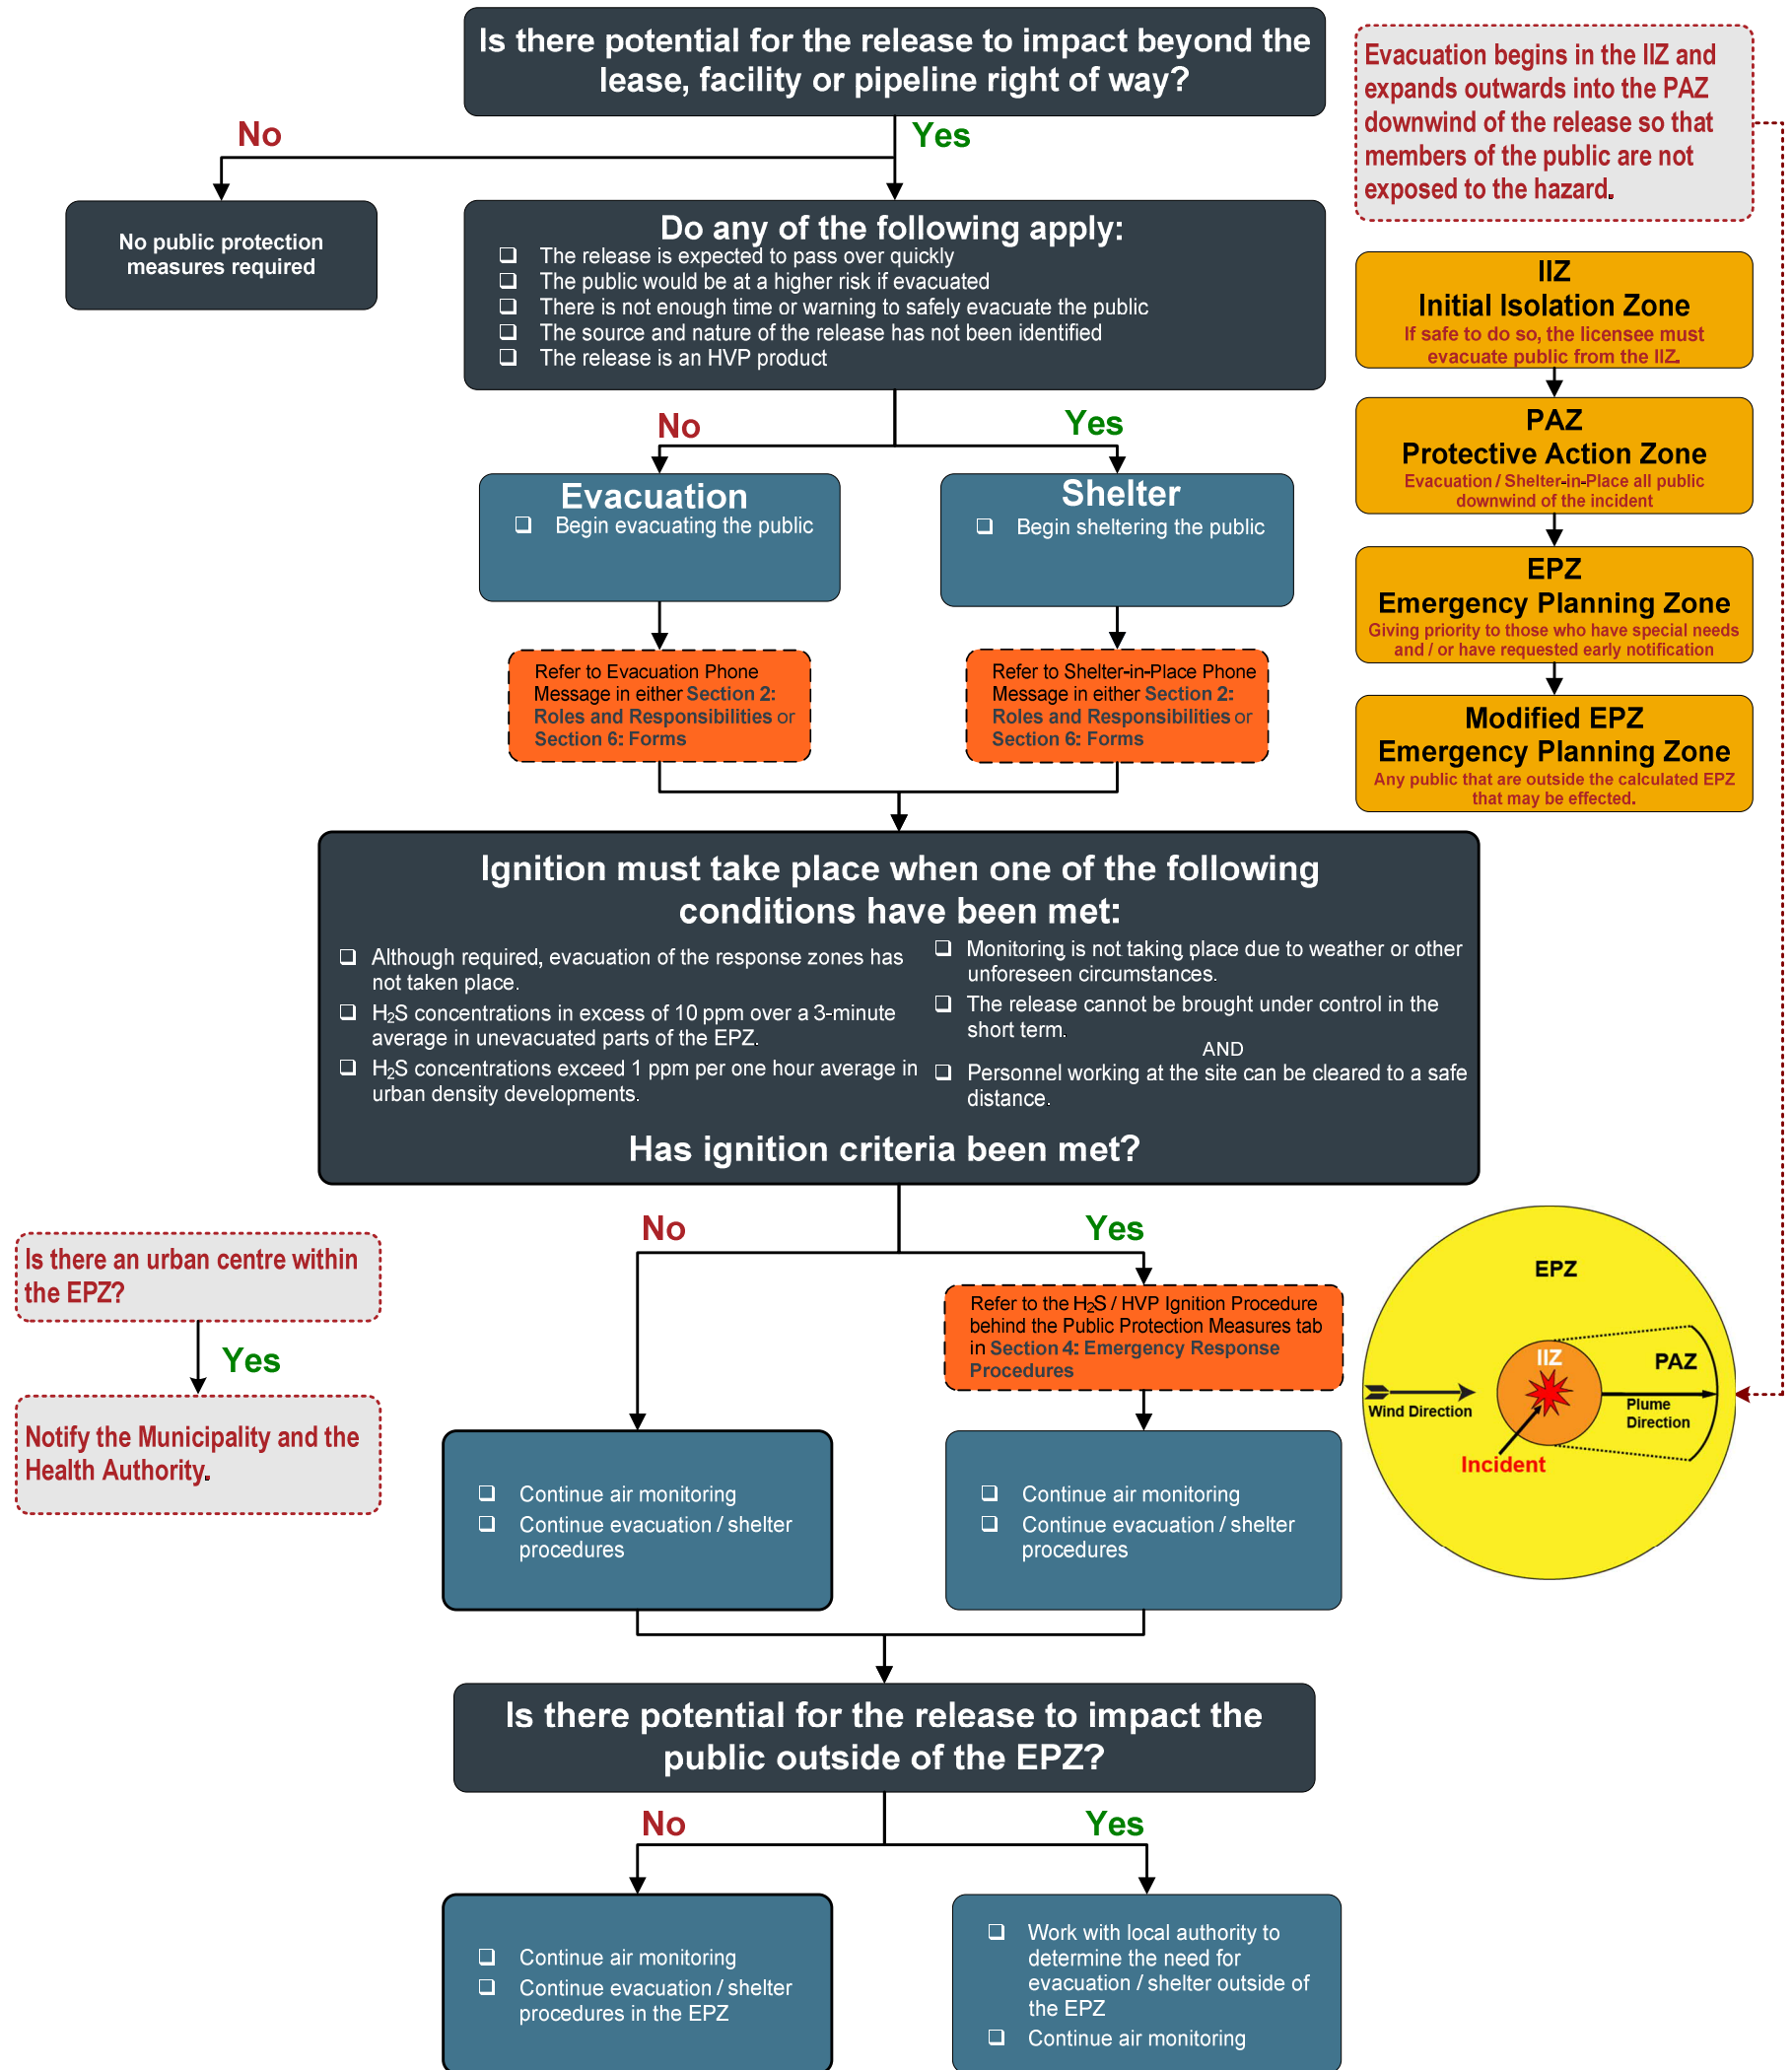 Is there potential for the release to impact beyond the
lease, facility or pipeline right of way?
Evacuation begins in the IIZ and
expands outwards into the PAZ
downwind of the release so that
members of the public are not
exposed to the hazard.
No
Yes
No public protection
measures required
Do any of the following apply:
❑ The release is expected to pass over quickly
❑ The public would be at a higher risk if evacuated
❑ There is not enough time or warning to safely evacuate the public
❑ The source and nature of the release has not been identified
❑ The release is an HVP product
IIZ
Initial Isolation Zone
If safe to do so, the licensee must
evacuate public from the IIZ.
PAZ
Protective Action Zone
Evacuation / Shelter-in-Place all public
downwind of the incident
EPZ
Emergency Planning Zone
Giving priority to those who have special needs
and / or have requested early notification
Modified EPZ
Emergency Planning Zone
Any public that are outside the calculated EPZ
that may be effected.
No
Yes
Evacuation
❑ Begin evacuating the public
Shelter
❑ Begin sheltering the public
Refer to Evacuation Phone
Message in either Section 2:
Roles and Responsibilities or
Section 6: Forms
Refer to Shelter-in-Place Phone
Message in either Section 2:
Roles and Responsibilities or
Section 6: Forms
Ignition must take place when one of the following
conditions have been met:
❑ Although required, evacuation of the response zones has
not taken place.
❑ H₂S concentrations in excess of 10 ppm over a 3-minute
average in unevacuated parts of the EPZ.
❑ H₂S concentrations exceed 1 ppm per one hour average in
urban density developments.
❑ Monitoring is not taking place due to weather or other
unforeseen circumstances.
❑ The release cannot be brought under control in the
short term.
AND
❑ Personnel working at the site can be cleared to a safe
distance.
Has ignition criteria been met?
No
Yes
Is there an urban centre within
the EPZ?
Yes
Notify the Municipality and the
Health Authority.
Refer to the H₂S / HVP Ignition Procedure
behind the Public Protection Measures tab
in Section 4: Emergency Response
Procedures
❑ Continue air monitoring
❑ Continue evacuation / shelter
procedures
❑ Continue air monitoring
❑ Continue evacuation / shelter
procedures
EPZ
IIZ
PAZ
Wind Direction
Plume
Direction
Incident
Is there potential for the release to impact the
public outside of the EPZ?
No
Yes
❑ Continue air monitoring
❑ Continue evacuation / shelter
procedures in the EPZ
❑ Work with local authority to
determine the need for
evacuation / shelter outside of
the EPZ
❑ Continue air monitoring